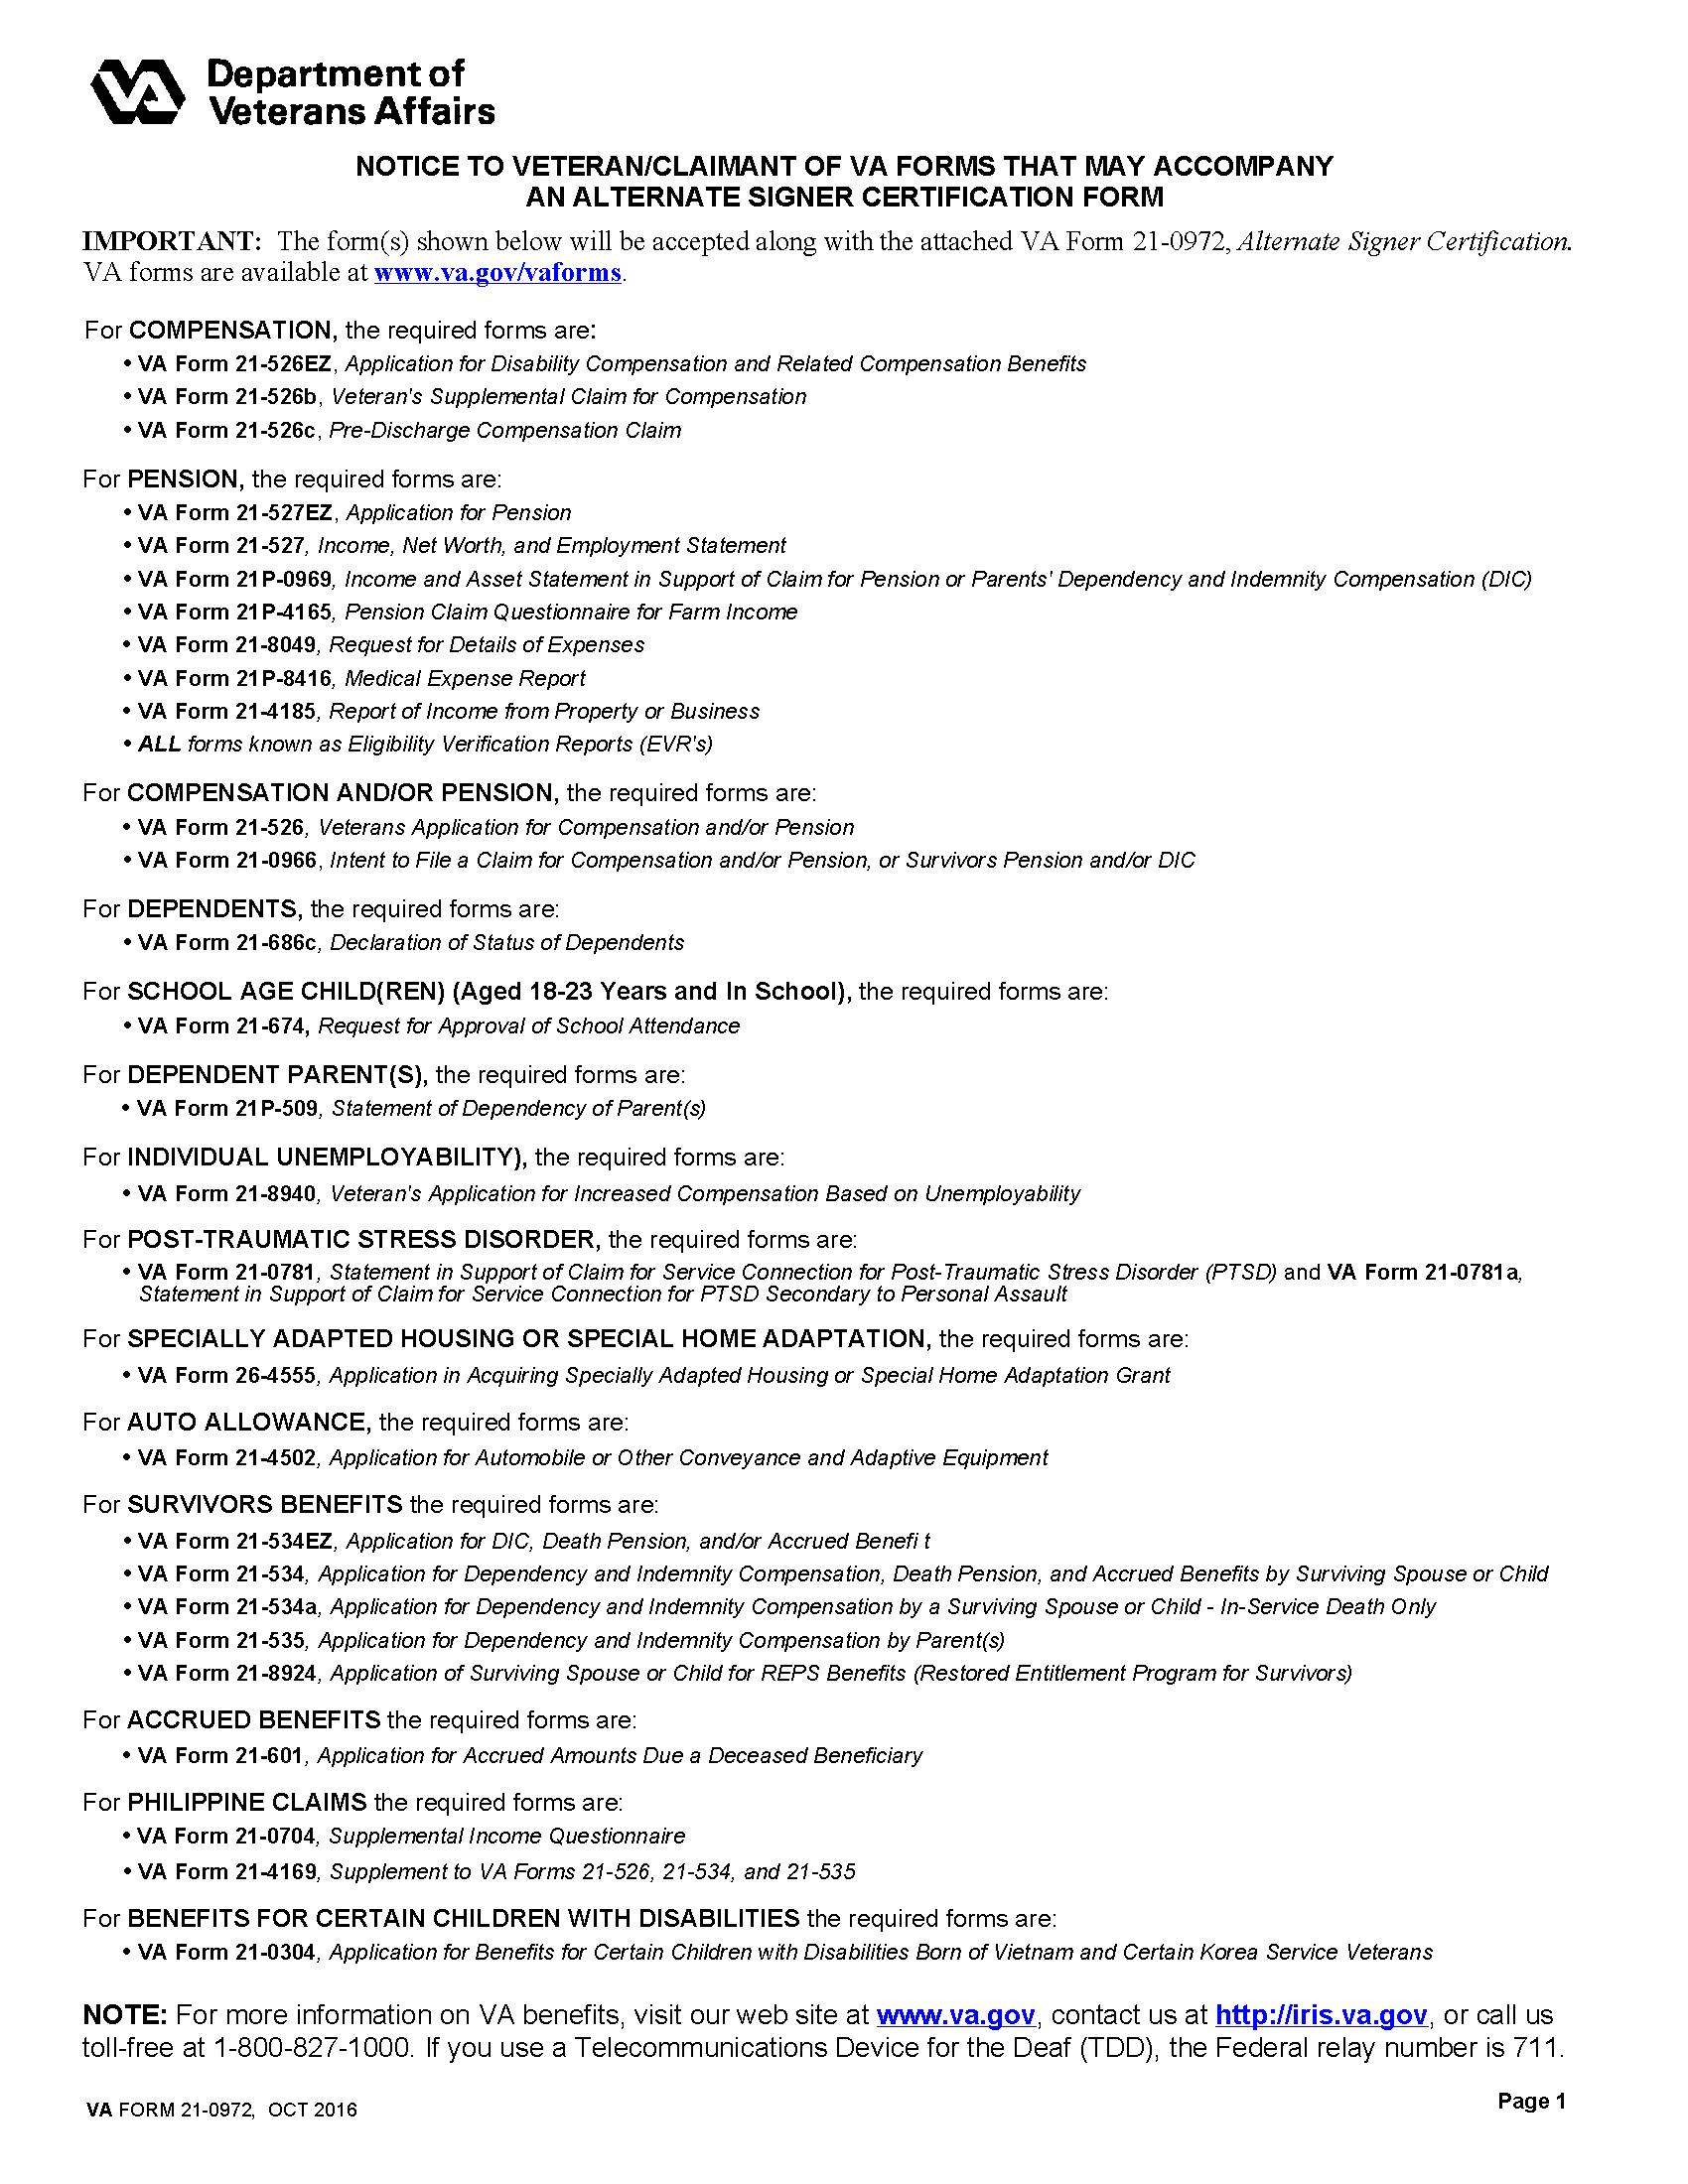 Department of
Veterans Affairs
NOTICE TO VETERAN/CLAIMANT OF VA FORMS THAT MAY ACCOMPANY
AN ALTERNATE SIGNER CERTIFICATION FORM
IMPORTANT: The form(s) shown below will be accepted along with the attached VA Form 21-0972, Alternate Signer Certification.
VA forms are available at www.va.gov/vaforms.
For COMPENSATION, the required forms are:
• VA Form 21-526EZ, Application for Disability Compensation and Related Compensation Benefits
• VA Form 21-526b, Veteran's Supplemental Claim for Compensation
• VA Form 21-526c, Pre-Discharge Compensation Claim
For PENSION, the required forms are:
• VA Form 21-527EZ, Application for Pension
• VA Form 21-527, Income, Net Worth, and Employment Statement
• VA Form 21P-0969, Income and Asset Statement in Support of Claim for Pension or Parents' Dependency and Indemnity Compensation (DIC)
• VA Form 21P-4165, Pension Claim Questionnaire for Farm Income
• VA Form 21-8049, Request for Details of Expenses
• VA Form 21P-8416, Medical Expense Report
• VA Form 21-4185, Report of Income from Property or Business
• ALL forms known as Eligibility Verification Reports (EVR's)
For COMPENSATION AND/OR PENSION, the required forms are:
• VA Form 21-526, Veterans Application for Compensation and/or Pension
• VA Form 21-0966, Intent to File a Claim for Compensation and/or Pension, or Survivors Pension and/or DIC
For DEPENDENTS, the required forms are:
• VA Form 21-686c, Declaration of Status of Dependents
For SCHOOL AGE CHILD(REN) (Aged 18-23 Years and In School), the required forms are:
• VA Form 21-674, Request for Approval of School Attendance
For DEPENDENT PARENT(S), the required forms are:
• VA Form 21P-509, Statement of Dependency of Parent(s)
For INDIVIDUAL UNEMPLOYABILITY), the required forms are:
• VA Form 21-8940, Veteran's Application for Increased Compensation Based on Unemployability
For POST-TRAUMATIC STRESS DISORDER, the required forms are:
• VA Form 21-0781, Statement in Support of Claim for Service Connection for Post-Traumatic Stress Disorder (PTSD) and VA Form 21-0781a,
Statement in Support of Claim for Service Connection for PTSD Secondary to Personal Assault
For SPECIALLY ADAPTED HOUSING OR SPECIAL HOME ADAPTATION, the required forms are:
• VA Form 26-4555, Application in Acquiring Specially Adapted Housing or Special Home Adaptation Grant
For AUTO ALLOWANCE, the required forms are:
• VA Form 21-4502, Application for Automobile or Other Conveyance and Adaptive Equipment
For SURVIVORS BENEFITS the required forms are:
• VA Form 21-534EZ, Application for DIC, Death Pension, and/or Accrued Benefi t
• VA Form 21-534, Application for Dependency and Indemnity Compensation, Death Pension, and Accrued Benefits by Surviving Spouse or Child
• VA Form 21-534a, Application for Dependency and Indemnity Compensation by a Surviving Spouse or Child - In-Service Death Only
• VA Form 21-535, Application for Dependency and Indemnity Compensation by Parent(s)
• VA Form 21-8924, Application of Surviving Spouse or Child for REPS Benefits (Restored Entitlement Program for Survivors)
For ACCRUED BENEFITS the required forms are:
• VA Form 21-601, Application for Accrued Amounts Due a Deceased Beneficiary
For PHILIPPINE CLAIMS the required forms are:
• VA Form 21-0704, Supplemental Income Questionnaire
• VA Form 21-4169, Supplement to VA Forms 21-526, 21-534, and 21-535
For BENEFITS FOR CERTAIN CHILDREN WITH DISABILITIES the required forms are:
• VA Form 21-0304, Application for Benefits for Certain Children with Disabilities Born of Vietnam and Certain Korea Service Veterans
NOTE: For more information on VA benefits, visit our web site at www.va.gov, contact us at http://iris.va.gov, or call us
toll-free at 1-800-827-1000. If you use a Telecommunications Device for the Deaf (TDD), the Federal relay number is 711.
VA FORM 21-0972, OCT 2016
Page 1